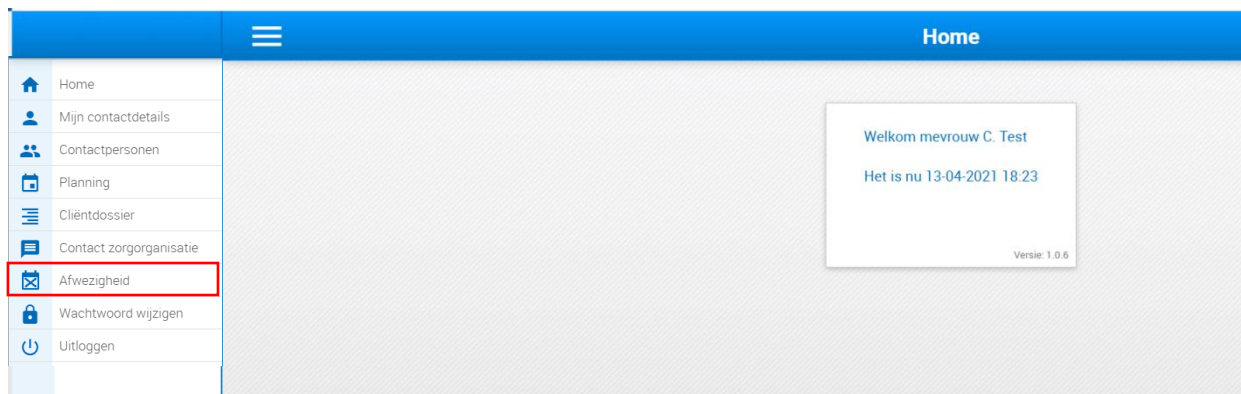 Home
Home
Mijn contactdetails
Contactpersonen
Planning
Cliëntdossier
Contact zorgorganisatie
Afwezigheid
Wachtwoord wijzigen
Uitloggen
Welkom mevrouw C. Test
Het is nu 13-04-2021 18:23
Versie: 1.0.6